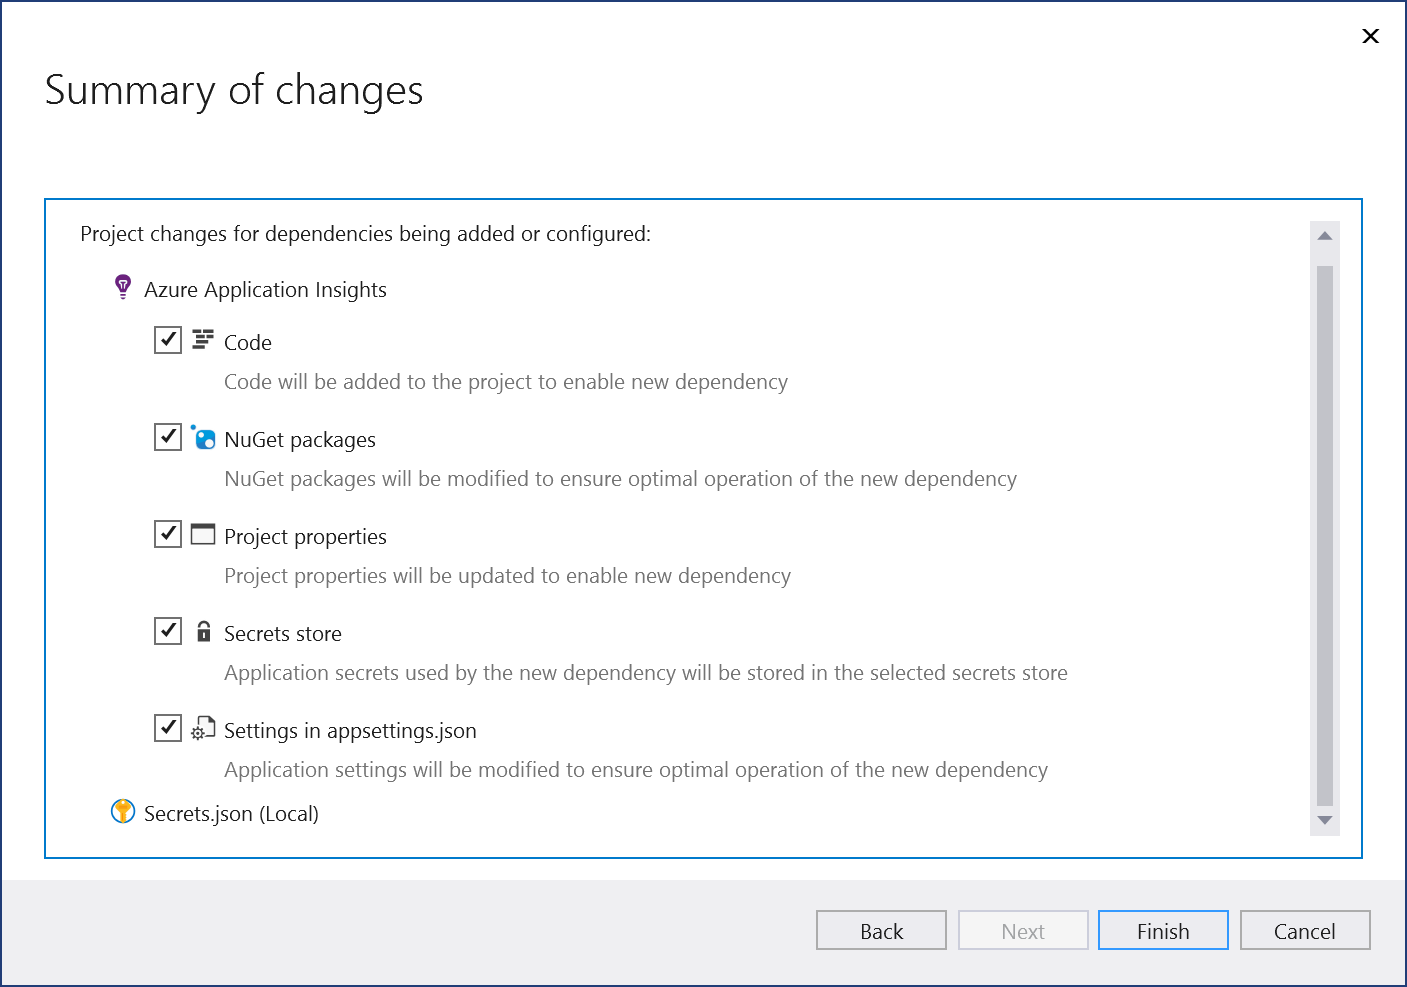 Summary of changes
Project changes for dependencies being added or configured:
Azure Application Insights
Code
Code will be added to the project to enable new dependency
NuGet packages
NuGet packages will be modified to ensure optimal operation of the new dependency
Project properties
Project properties will be updated to enable new dependency
Secrets store
Application secrets used by the new dependency will be stored in the selected secrets store
Settings in appsettings.json
Application settings will be modified to ensure optimal operation of the new dependency
Secrets.json (Local)
Back Next Finish Cancel